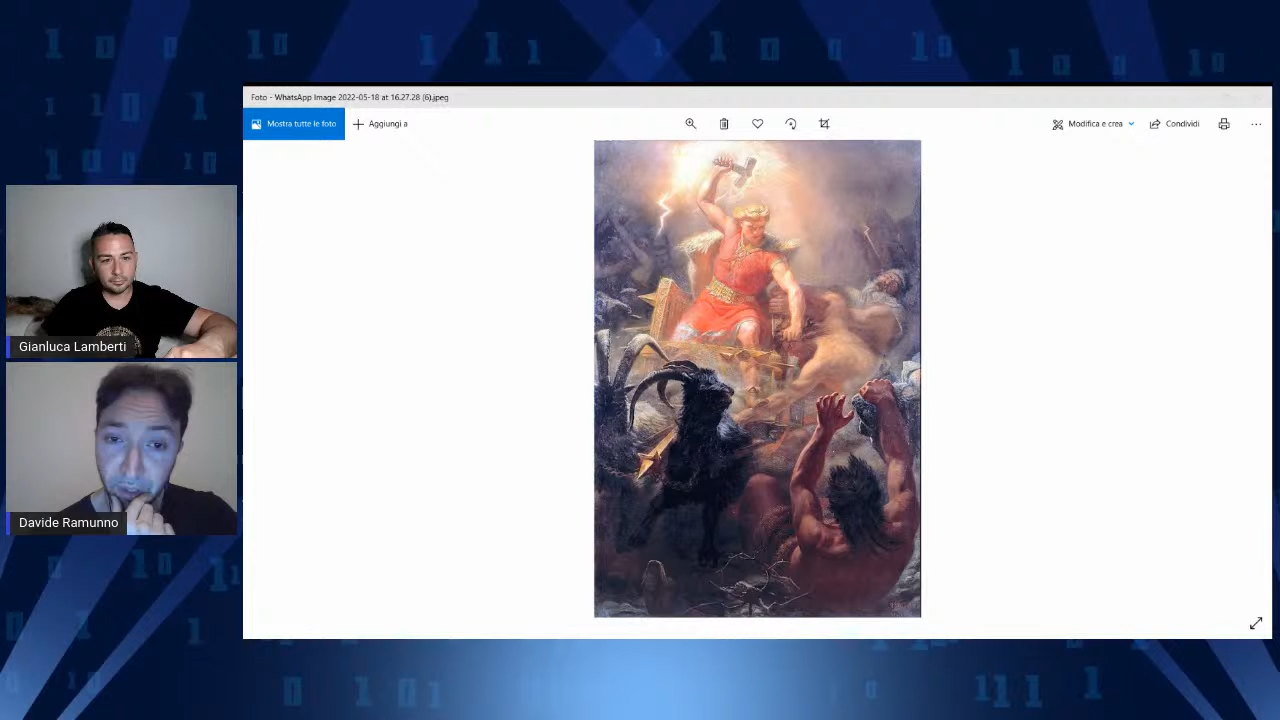 Foto - WhatsApp Image 2022-05-18 at 16.27.28 (6).jpeg
Mostra tutte le foto
Aggiungi a
Modifica e crea
Condividi
Gianluca Lamberti
Davide Ramunno